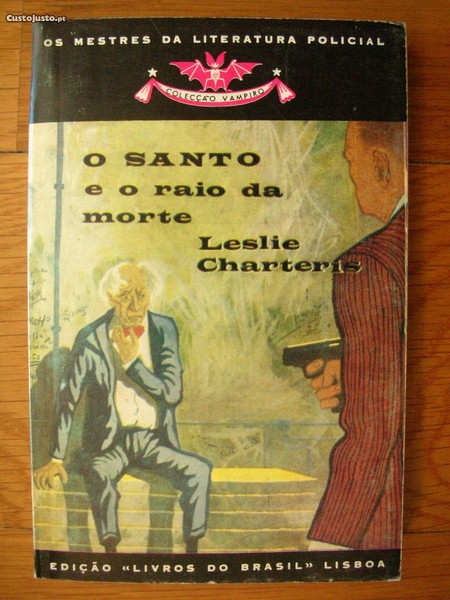 CustoJusto.pt
OS MESTRES DA LITERATURA POLICIAL
COLECÇÃO VAMPIRO
O SANTO
e o raio da
morte
Leslie
Charteris
EDIÇÃO «LIVROS DO BRASIL» LISBOA